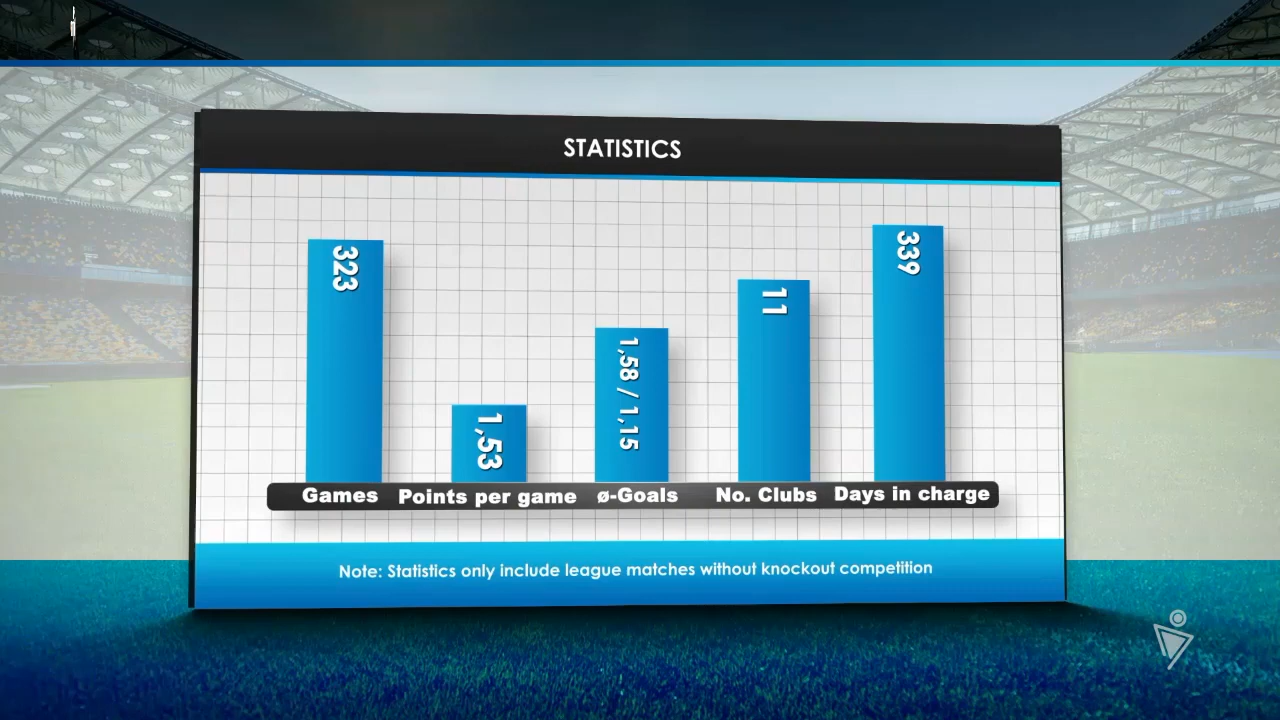 STATISTICS
323
1,53
1,58 / 1,15
11
339
Games Points per game ø-Goals No. Clubs Days in charge
Note: Statistics only include league matches without knockout competition